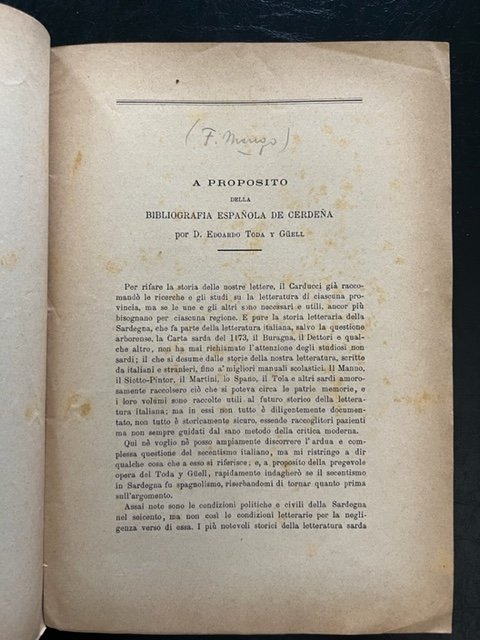 (F. Mango)
A PROPOSITO
DELLA
BIBLIOGRAFIA ESPAÑOLA DE CERDEÑA
por D. EDOARDO TODA Y GÜELL
Per rifare la storia delle nostre lettere, il Carducci già racco-
mandò le ricerche e gli studi su la letteratura di ciascuna pro-
vincia, ma se le une e gli altri sono necessari e utili, ancor più
bisognano per ciascuna regione. E pure la storia letteraria della
Sardegna, che fa parte della letteratura italiana, salvo la questione
arborense, la Carta sarda del 1173, il Buragna, il Dettori e qual-
che altro, non ha mai richiamato l'attenzione degli studiosi non
sardi; il che si desume dalle storie della nostra letteratura, scritte
da italiani e stranieri, fino a' migliori manuali scolastici. Il Manno,
il Siotto-Pintor, il Martini, lo Spano, il Tola e altri sardi amoro-
samente raccolsero ciò che si poteva circa le patrie memorie, e
i loro volumi sono raccolte utili al futuro storico della lettera-
tura italiana; ma in essi non tutto è diligentemente documen-
tato, non tutto è storicamente sicuro, essendo raccoglitori pazienti
ma non sempre guidati dal sano metodo della critica moderna.
Qui nè voglio nè posso ampiamente discorrere l'ardua e com-
plessa questione del secentismo italiano, ma mi ristringo a dir
qualche cosa che a esso si riferisce; e, a proposito della pregevole
opera del Toda y Güell, rapidamente indagherò se il secentismo
in Sardegna fu spagnolismo, riserbandomi di tornar quanto prima
sull'argomento.
Assai note sono le condizioni politiche e civili della Sardegna
nel seicento, ma non così le condizioni letterarie per la negli-
genza verso di essa. I più notevoli storici della letteratura sarda